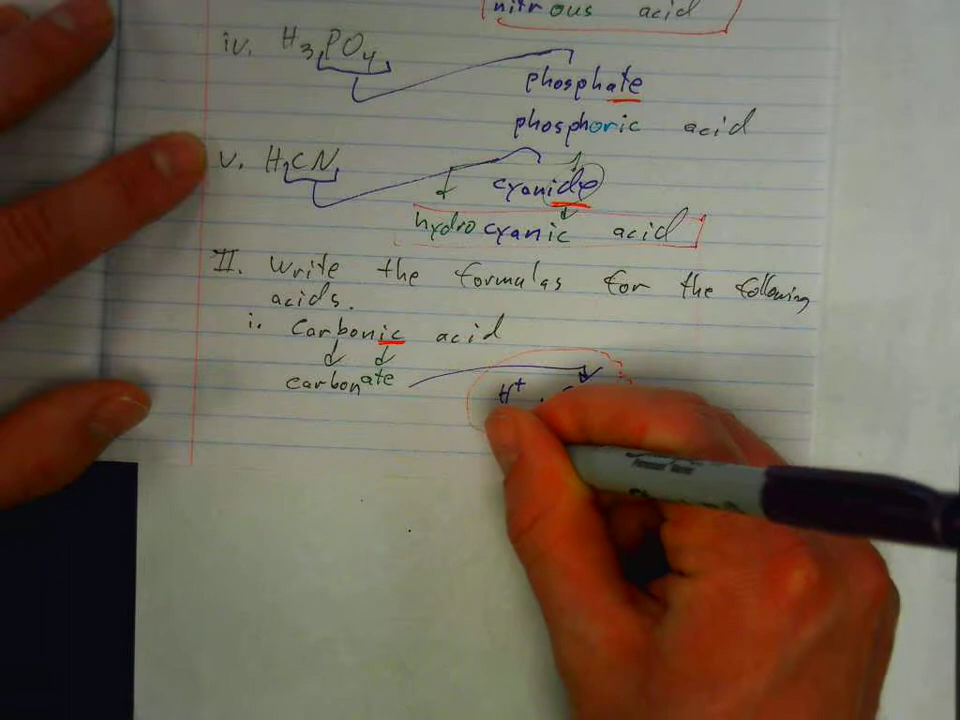 nitrous acid
iv. H₃PO₄
phosphate
phosphoric acid
v. HCN
cyanide
hydrocyanic acid
II. Write the formulas for the following
acids.
i. Carbonic acid
carbonate
H⁺